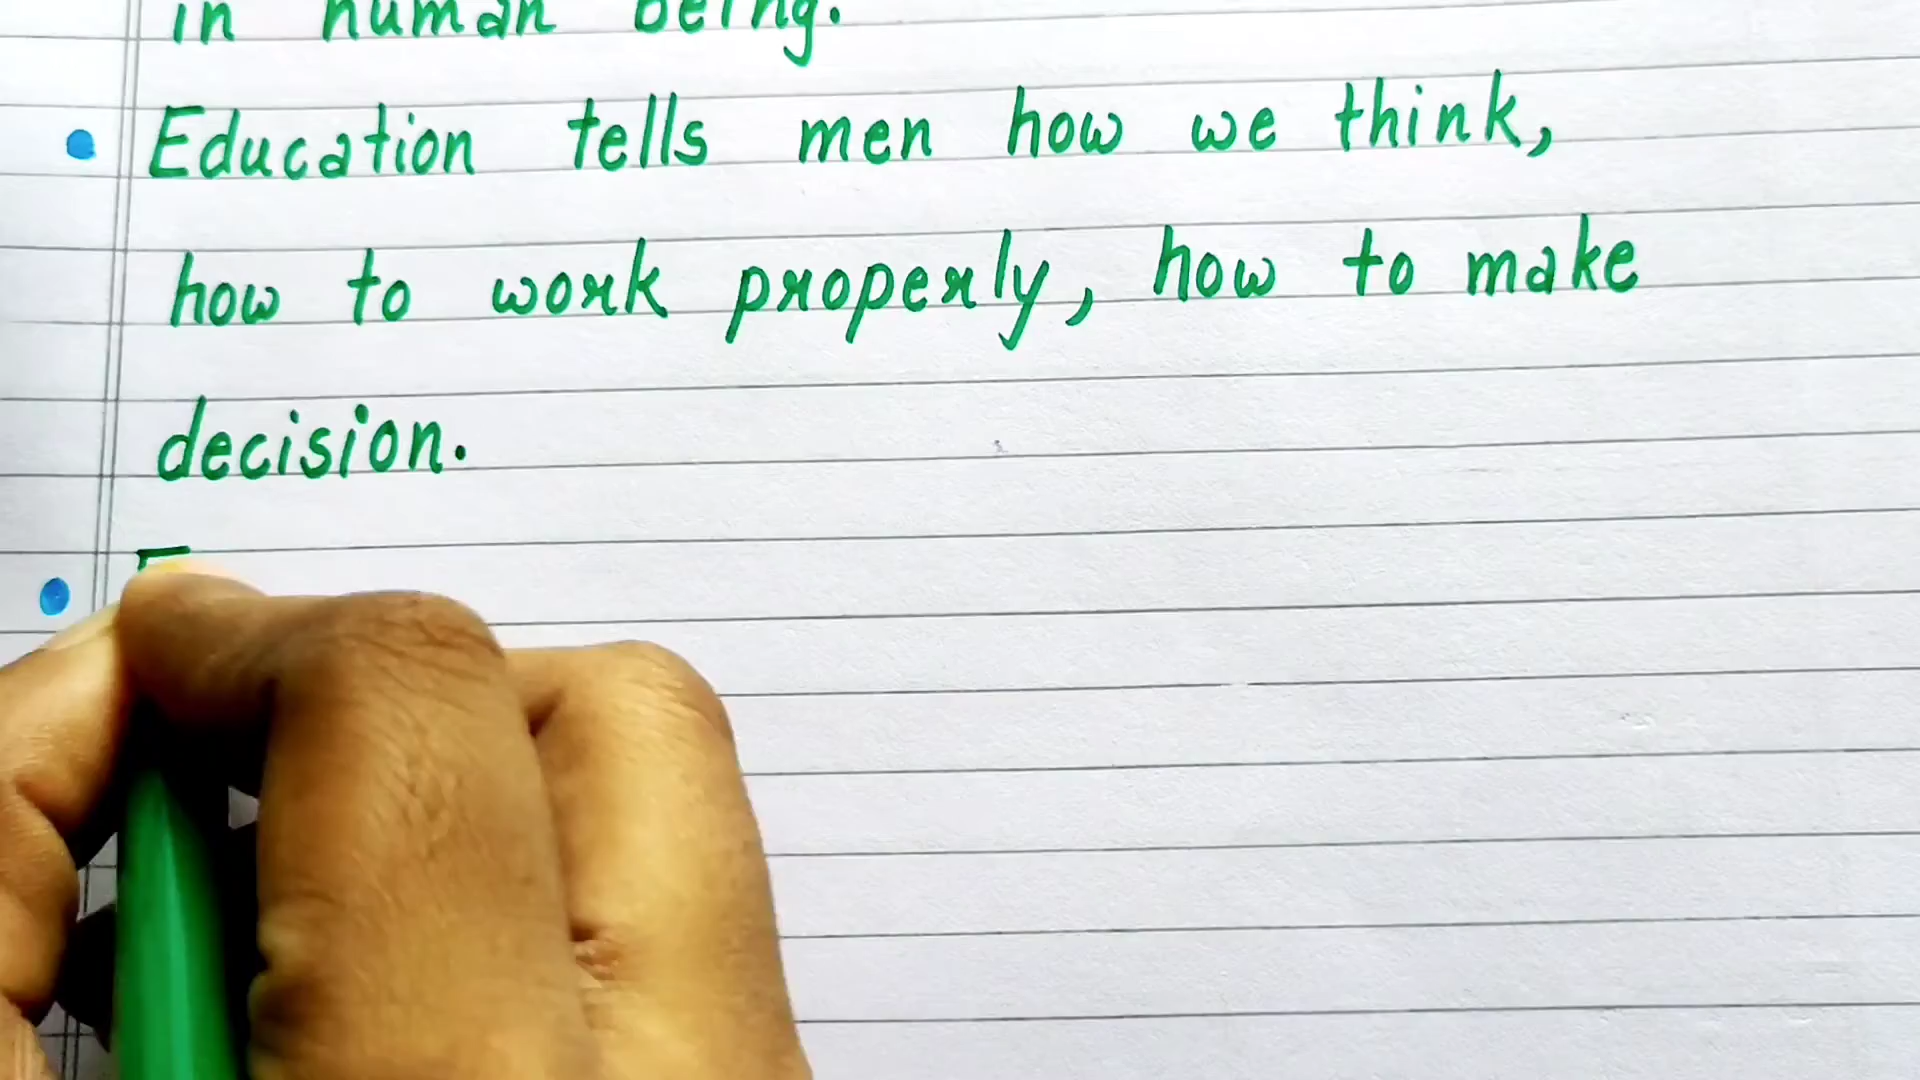 in human being.
• Education tells men how we think,
how to work properly, how to make
decision.
•